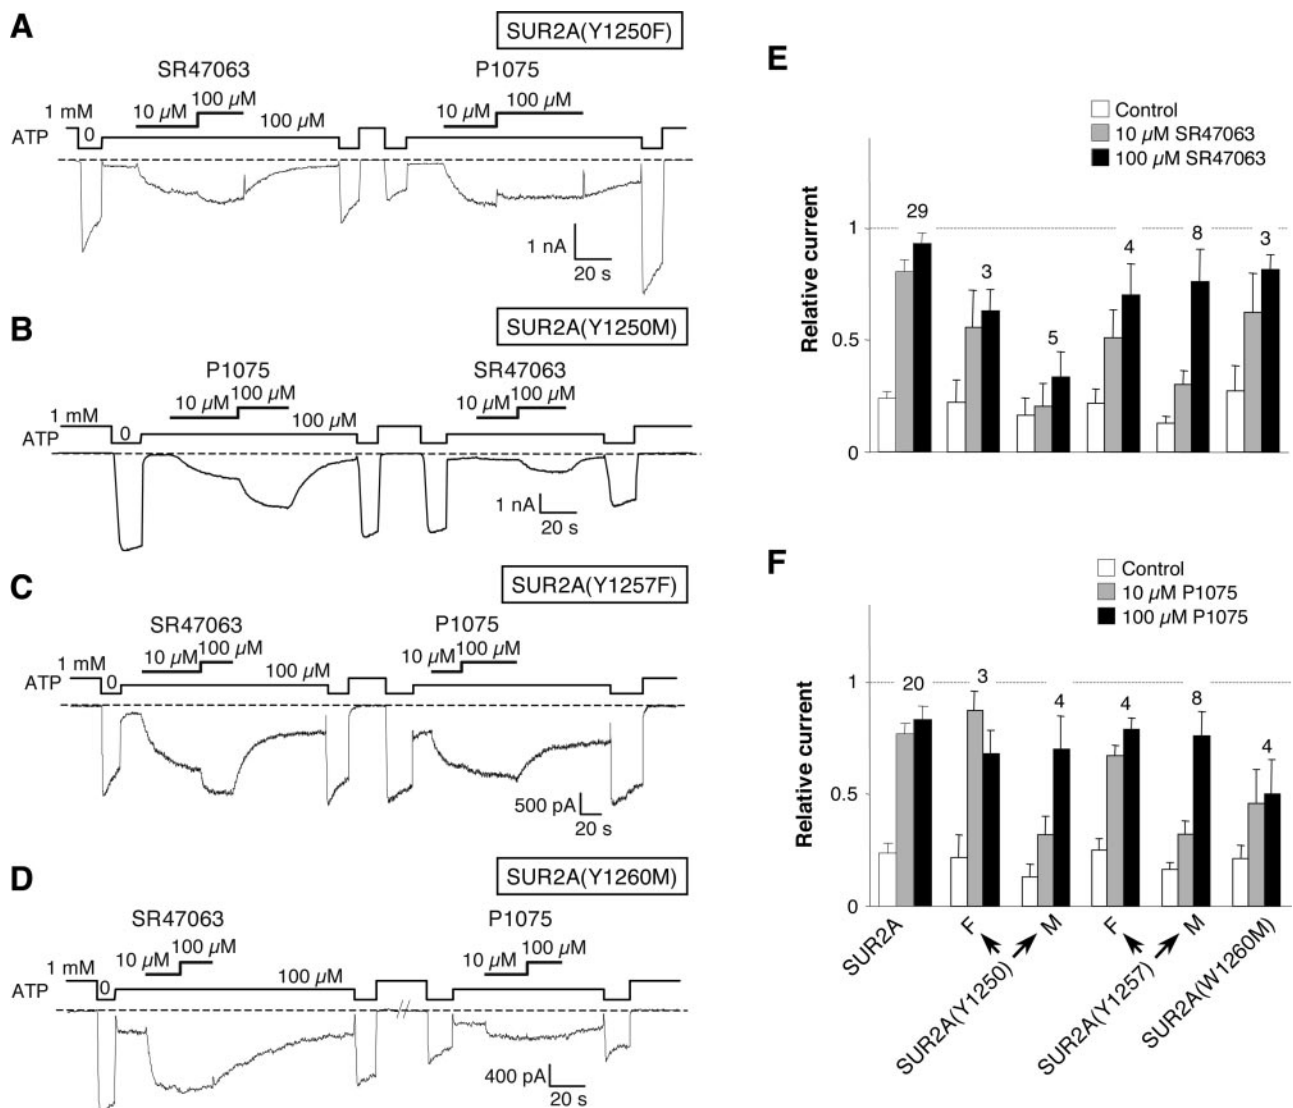 A
SUR2A(Y1250F)
SR47063
P1075
10 µM
100 µM
10 µM
100 µM
1 mM
ATP
0
100 µM
1 nA
20 s
B
SUR2A(Y1250M)
P1075
SR47063
10 µM
100 µM
10 µM
100 µM
1 mM
ATP
0
100 µM
1 nA
20 s
C
SUR2A(Y1257F)
SR47063
P1075
10 µM
100 µM
10 µM
100 µM
1 mM
ATP
0
100 µM
500 pA
20 s
D
SUR2A(Y1260M)
SR47063
P1075
10 µM
100 µM
10 µM
100 µM
1 mM
ATP
0
100 µM
400 pA
20 s
E
Control
10 µM SR47063
100 µM SR47063
Relative current
1
0.5
0
29
3
5
4
8
3
F
Control
10 µM P1075
100 µM P1075
Relative current
1
0.5
0
20
3
4
4
8
4
SUR2A
F
M
SUR2A(Y1250)
F
M
SUR2A(Y1257)
SUR2A(W1260M)